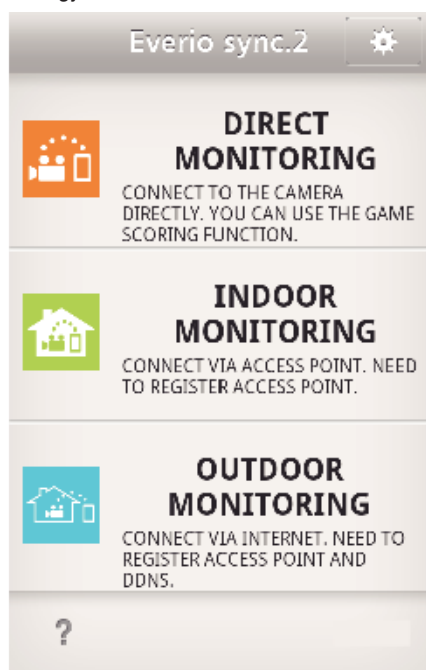 Everio sync.2
DIRECT
MONITORING
CONNECT TO THE CAMERA
DIRECTLY. YOU CAN USE THE GAME
SCORING FUNCTION.
INDOOR
MONITORING
CONNECT VIA ACCESS POINT. NEED
TO REGISTER ACCESS POINT.
OUTDOOR
MONITORING
CONNECT VIA INTERNET. NEED TO
REGISTER ACCESS POINT AND
DDNS.
?